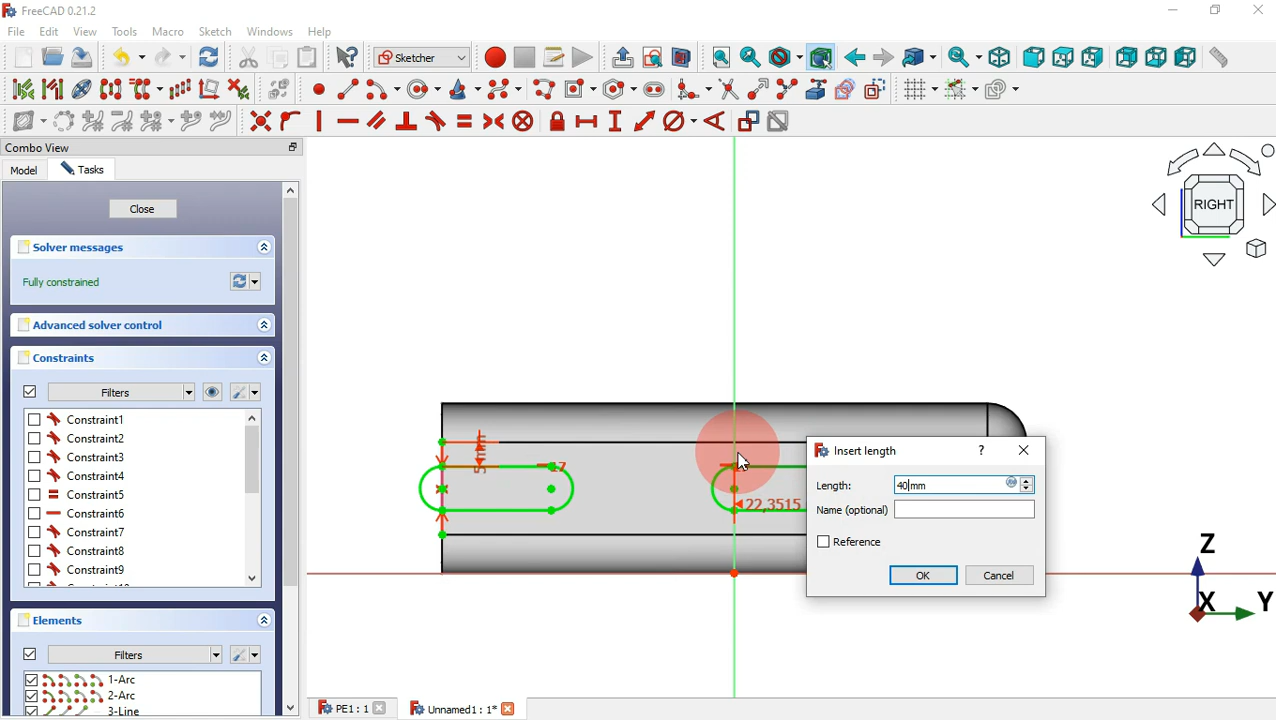 FreeCAD 0.21.2
File Edit View Tools Macro Sketch Windows Help
Sketcher
Combo View
Model Tasks
Close
Solver messages
Fully constrained
Advanced solver control
Constraints
Filters
Constraint1
Constraint2
Constraint3
Constraint4
Constraint5
Constraint6
Constraint7
Constraint8
Constraint9
Elements
Filters
1-Arc
2-Arc
3-Line
5 mm
17
22,3515
RIGHT
Insert length ?
Length: 40mm
Name (optional)
Reference
OK Cancel
Z
X Y
PE1 : 1
Unnamed1 : 1*